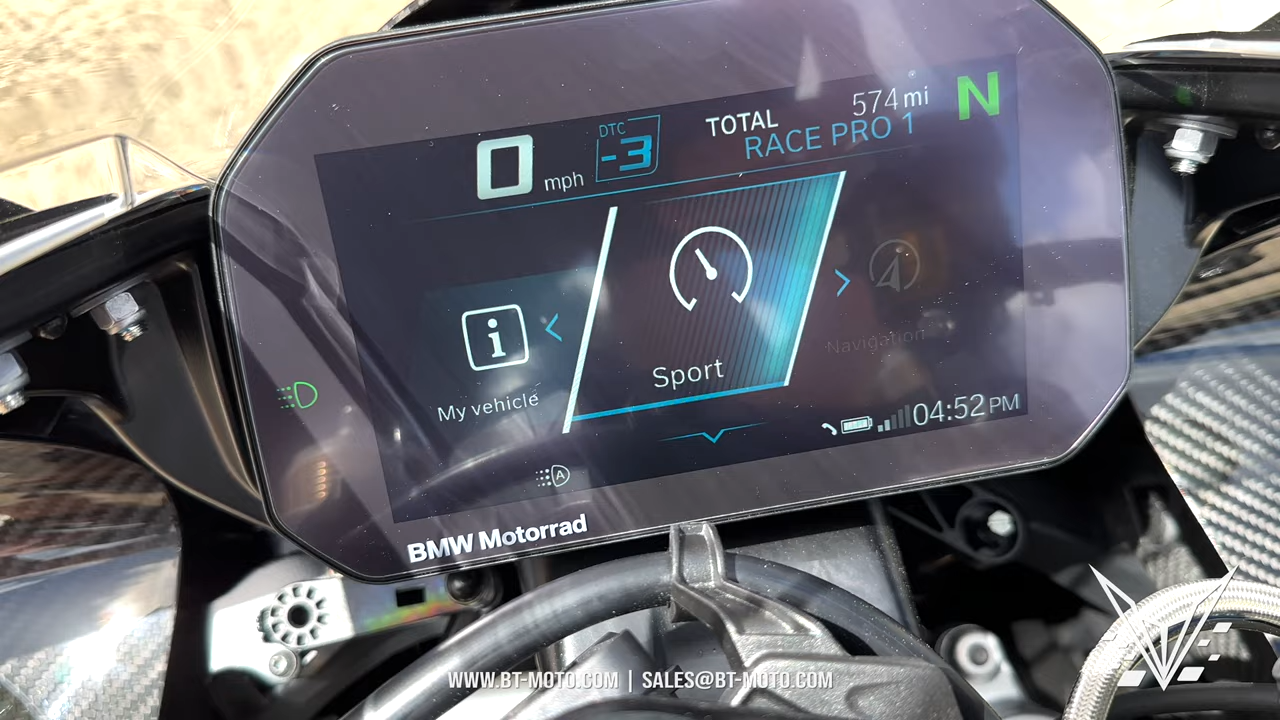 0 mph
DTC
-3
TOTAL 574 mi
RACE PRO 1
N
My vehicle
Sport
Navigation
A
04:52 PM
BMW Motorrad
WWW.BT-MOTO.COM | SALES@BT-MOTO.COM